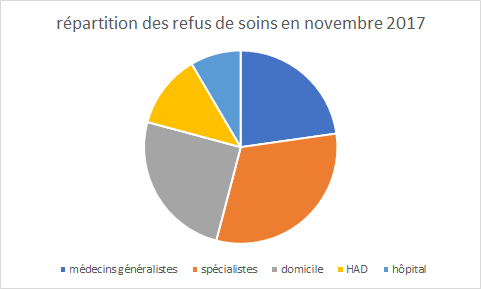 répartition des refus de soins en novembre 2017
médecins généralistes spécialistes domicile HAD hôpital